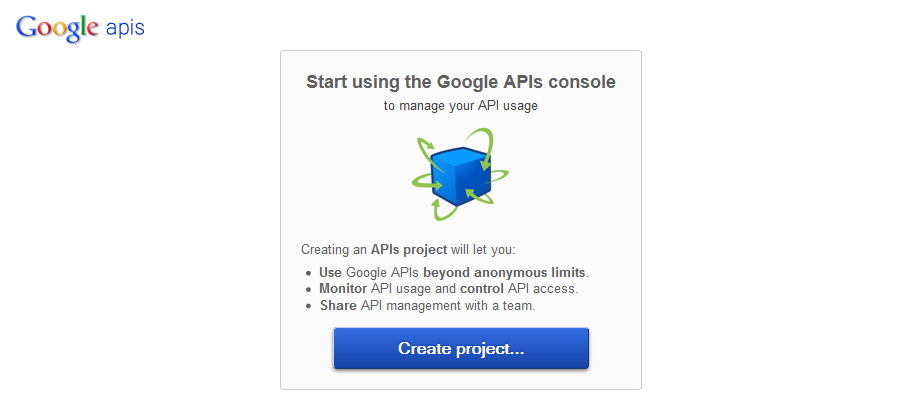 Google apis
Start using the Google APIs console
to manage your API usage
Creating an APIs project will let you:
• Use Google APIs beyond anonymous limits.
• Monitor API usage and control API access.
• Share API management with a team.
Create project...